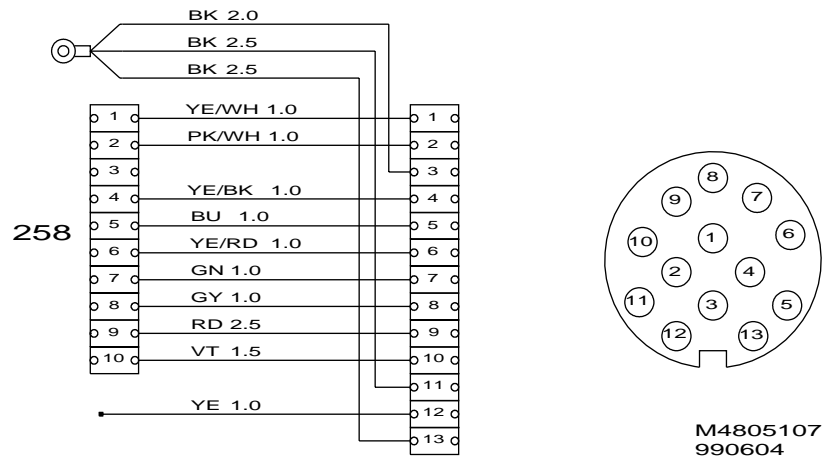 BK 2.0
BK 2.5
BK 2.5
1 YE/WH 1.0 1
2 PK/WH 1.0 2
3 3
4 YE/BK 1.0 4
258
5 BU 1.0 5
6 YE/RD 1.0 6
7 GN 1.0 7
8 GY 1.0 8
9 RD 2.5 9
10 VT 1.5 10
11
YE 1.0 12
13
8
9 7
1 6
10
2 4
11 3 5
12 13
M4805107
990604